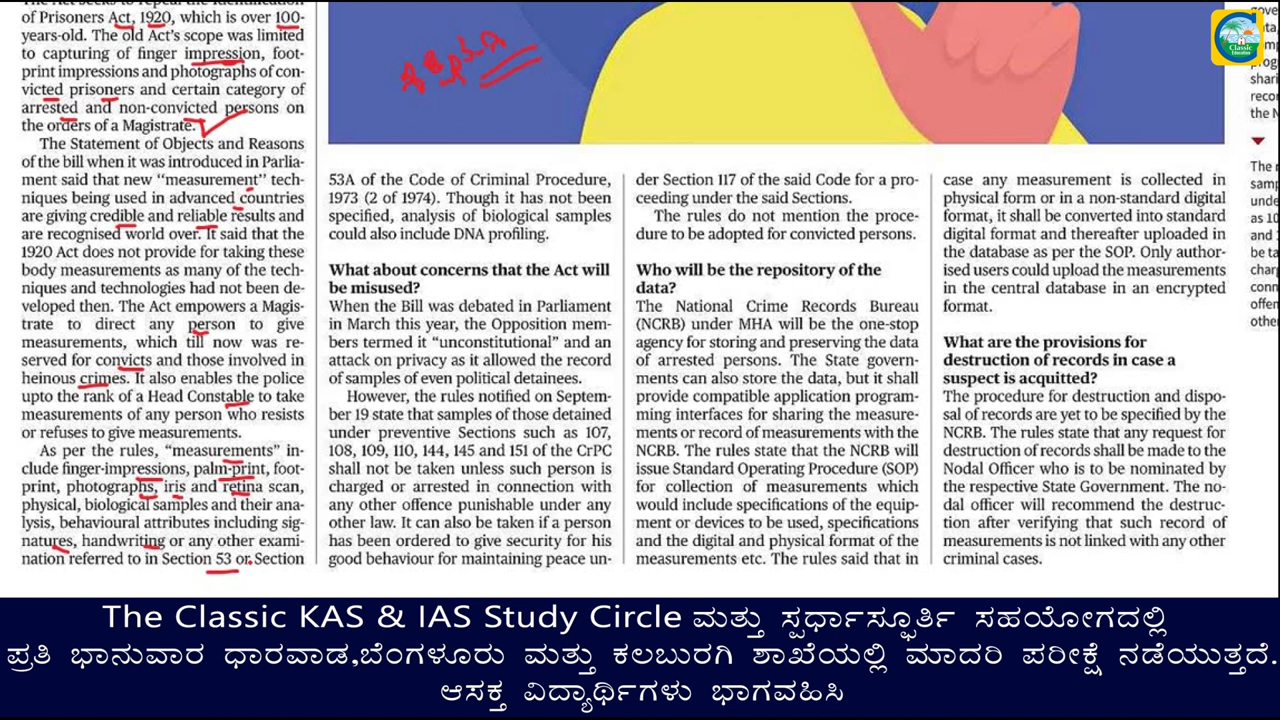 The Act seeks to repeal the Identification
of Prisoners Act, 1920, which is over 100-
years-old. The old Act's scope was limited
to capturing of finger impression, foot-
print impressions and photographs of con-
victed prisoners and certain category of
arrested and non-convicted persons on
the orders of a Magistrate.
The Statement of Objects and Reasons
of the bill when it was introduced in Parlia-
ment said that new "measurement" tech-
niques being used in advanced countries
are giving credible and reliable results and
are recognised world over. It said that the
1920 Act does not provide for taking these
body measurements as many of the tech-
niques and technologies had not been de-
veloped then. The Act empowers a Magis-
trate to direct any person to give
measurements, which till now was re-
served for convicts and those involved in
heinous crimes. It also enables the police
upto the rank of a Head Constable to take
measurements of any person who resists
or refuses to give measurements.
As per the rules, "measurements" in-
clude finger-impressions, palm-print, foot-
print, photographs, iris and retina scan,
physical, biological samples and their ana-
lysis, behavioural attributes including sig-
natures, handwriting or any other exami-
nation referred to in Section 53 or Section
53A of the Code of Criminal Procedure,
1973 (2 of 1974). Though it has not been
specified, analysis of biological samples
could also include DNA profiling.
What about concerns that the Act will
be misused?
When the Bill was debated in Parliament
in March this year, the Opposition mem-
bers termed it "unconstitutional" and an
attack on privacy as it allowed the record
of samples of even political detainees.
However, the rules notified on Septem-
ber 19 state that samples of those detained
under preventive Sections such as 107,
108, 109, 110, 144, 145 and 151 of the CrPC
shall not be taken unless such person is
charged or arrested in connection with
any other offence punishable under any
other law. It can also be taken if a person
has been ordered to give security for his
good behaviour for maintaining peace un-
der Section 117 of the said Code for a pro-
ceeding under the said Sections.
The rules do not mention the proce-
dure to be adopted for convicted persons.
Who will be the repository of the
data?
The National Crime Records Bureau
(NCRB) under MHA will be the one-stop
agency for storing and preserving the data
of arrested persons. The State govern-
ments can also store the data, but it shall
provide compatible application program-
ming interfaces for sharing the measure-
ments or record of measurements with the
NCRB. The rules state that the NCRB will
issue Standard Operating Procedure (SOP)
for collection of measurements which
would include specifications of the equip-
ment or devices to be used, specifications
and the digital and physical format of the
measurements etc. The rules said that in
case any measurement is collected in
physical form or in a non-standard digital
format, it shall be converted into standard
digital format and thereafter uploaded in
the database as per the SOP. Only author-
ised users could upload the measurements
in the central database in an encrypted
format.
What are the provisions for
destruction of records in case a
suspect is acquitted?
The procedure for destruction and dispo-
sal of records are yet to be specified by the
NCRB. The rules state that any request for
destruction of records shall be made to the
Nodal Officer who is to be nominated by
the respective State Government. The no-
dal officer will recommend the destruc-
tion after verifying that such record of
measurements is not linked with any other
criminal cases.
Classic
Education
The Classic KAS & IAS Study Circle ಮತ್ತು ಸ್ಪರ್ಧಾಸ್ಫೂರ್ತಿ ಸಹಯೋಗದಲ್ಲಿ
ಪ್ರತಿ ಭಾನುವಾರ ಧಾರವಾಡ,ಬೆಂಗಳೂರು ಮತ್ತು ಕಲಬುರಗಿ ಶಾಖೆಯಲ್ಲಿ ಮಾದರಿ ಪರೀಕ್ಷೆ ನಡೆಯುತ್ತದೆ.
ಆಸಕ್ತ ವಿದ್ಯಾರ್ಥಿಗಳು ಭಾಗವಹಿಸಿ